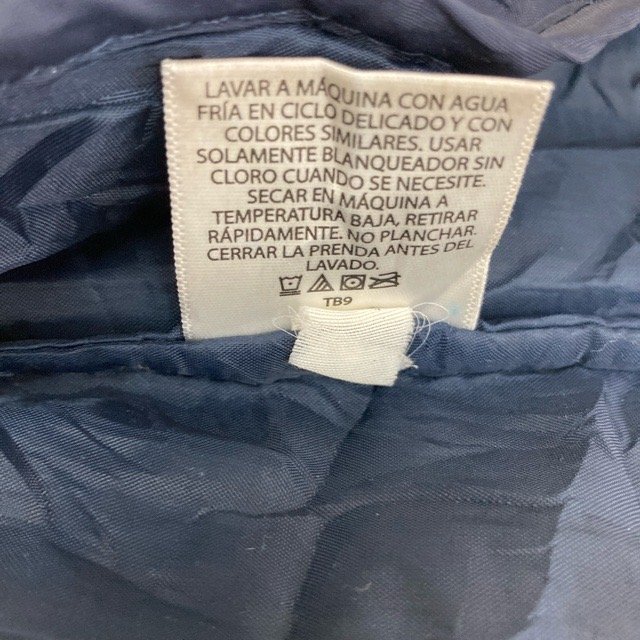 LAVAR A MÁQUINA CON AGUA
FRÍA EN CICLO DELICADO Y CON
COLORES SIMILARES. USAR
SOLAMENTE BLANQUEADOR SIN
CLORO CUANDO SE NECESITE.
SECAR EN MÁQUINA A
TEMPERATURA BAJA. RETIRAR
RÁPIDAMENTE. NO PLANCHAR.
CERRAR LA PRENDA ANTES DEL
LAVADO.
TB9